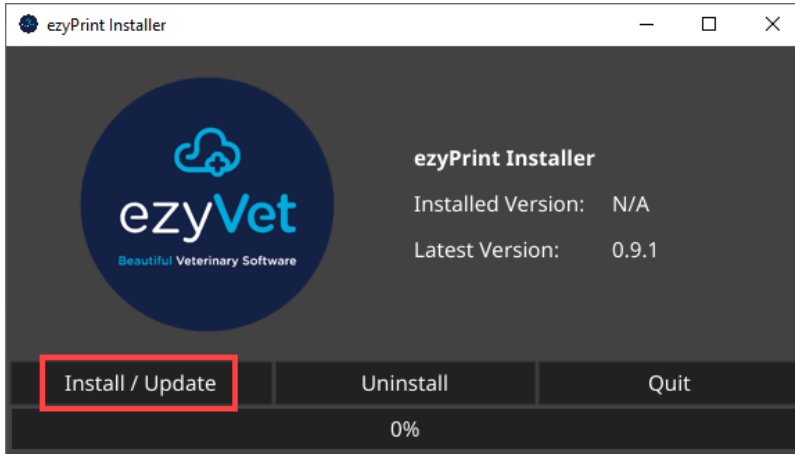 ezyPrint Installer
ezyVet
Beautiful Veterinary Software
ezyPrint Installer
Installed Version: N/A
Latest Version: 0.9.1
Install / Update Uninstall Quit
0%